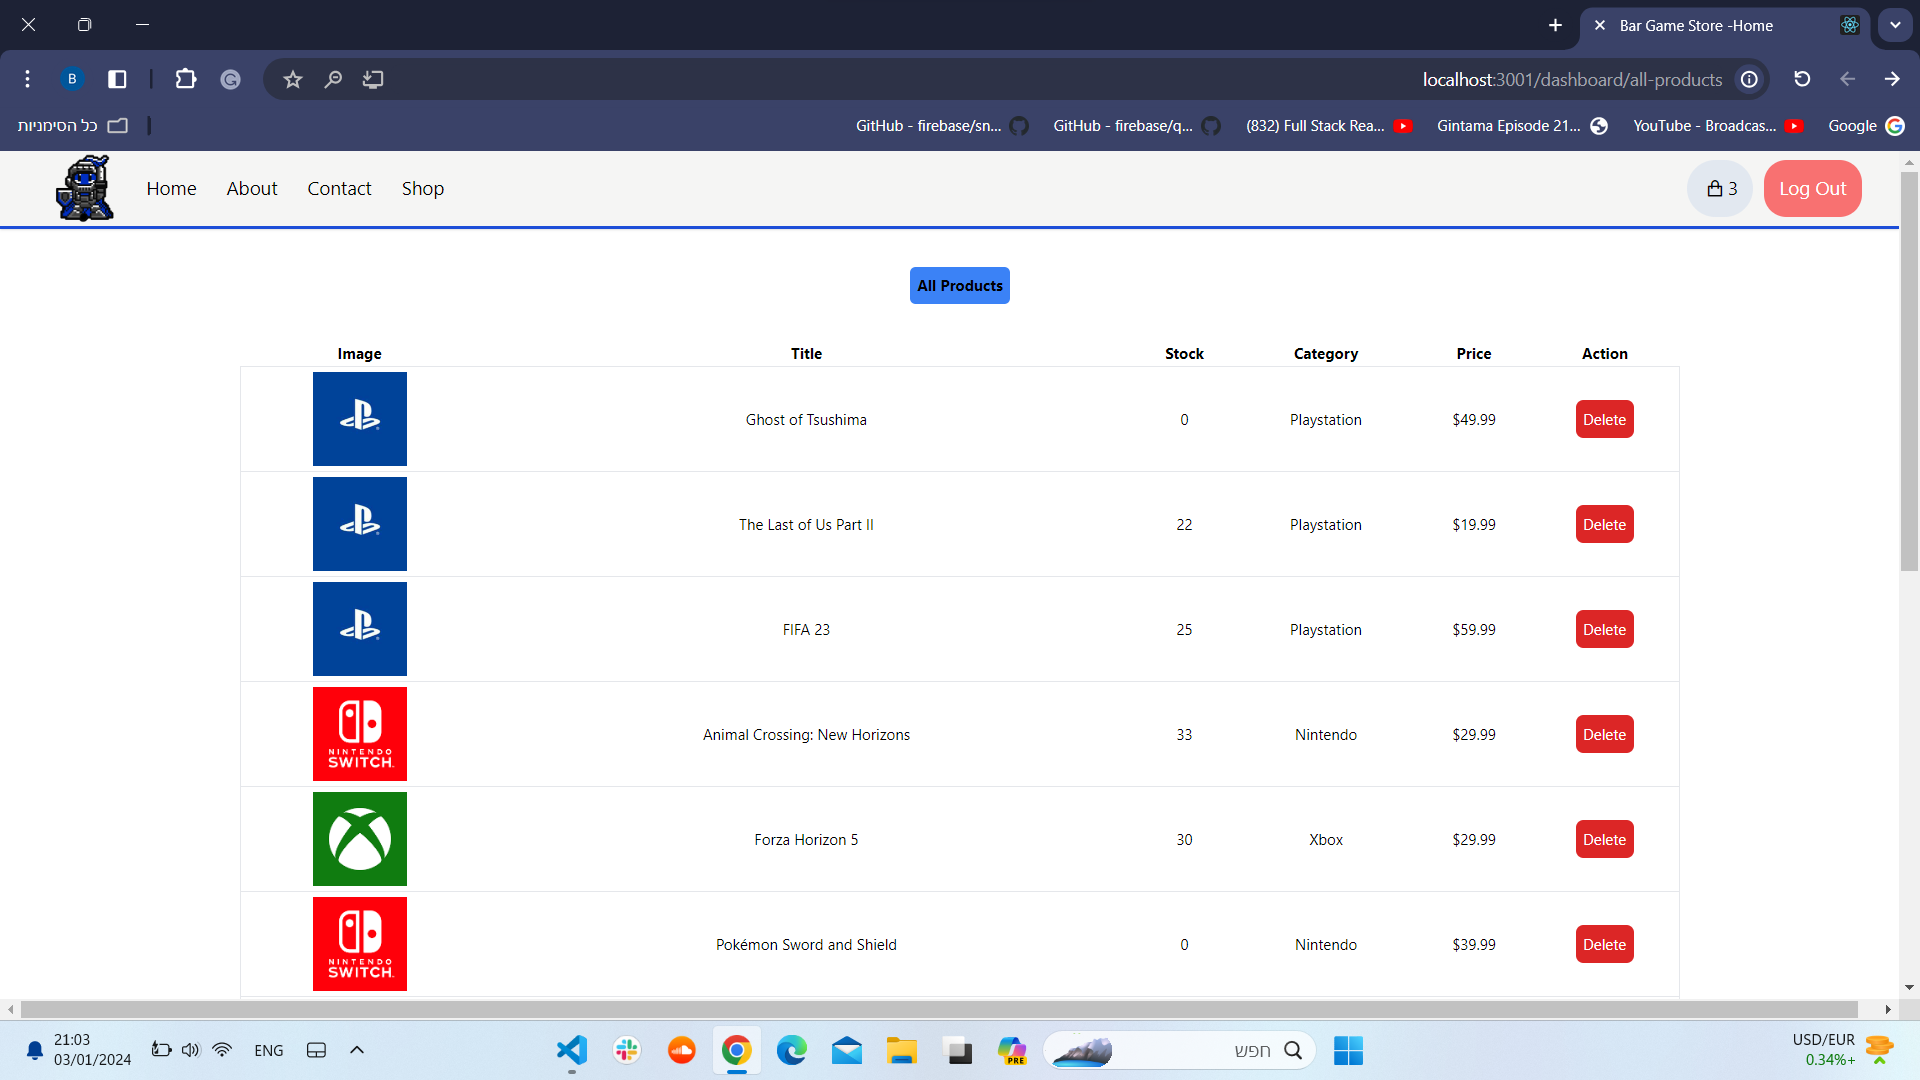 Bar Game Store -Home
B
localhost:3001/dashboard/all-products
כל הסימניות
GitHub - firebase/sn...
GitHub - firebase/q...
(832) Full Stack Rea...
Gintama Episode 21...
YouTube - Broadcas...
Google
Home About Contact Shop
3
Log Out
All Products
Image Title Stock Category Price Action
Ghost of Tsushima 0 Playstation $49.99 Delete
The Last of Us Part II 22 Playstation $19.99 Delete
FIFA 23 25 Playstation $59.99 Delete
NINTENDO
SWITCH.
Animal Crossing: New Horizons 33 Nintendo $29.99 Delete
Forza Horizon 5 30 Xbox $29.99 Delete
NINTENDO
SWITCH.
Pokémon Sword and Shield 0 Nintendo $39.99 Delete
21:03
03/01/2024
ENG
PRE
חפש
USD/EUR
0.34%+